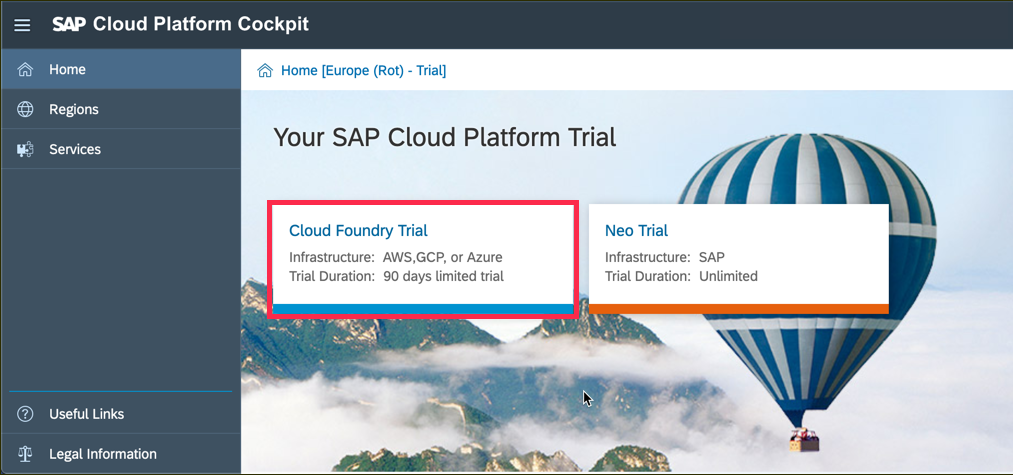 SAP Cloud Platform Cockpit
Home
Regions
Services
Useful Links
Legal Information
Home [Europe (Rot) - Trial]
Your SAP Cloud Platform Trial
Cloud Foundry Trial
Infrastructure: AWS,GCP, or Azure
Trial Duration: 90 days limited trial
Neo Trial
Infrastructure: SAP
Trial Duration: Unlimited